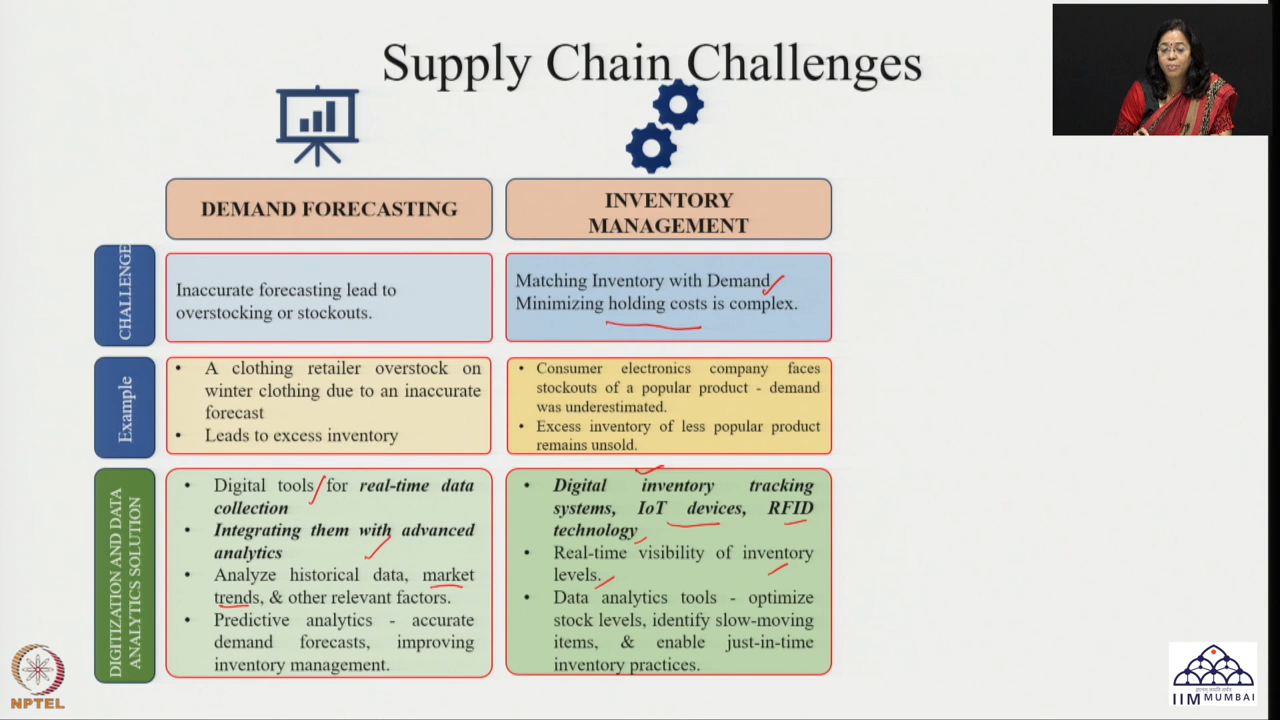 Supply Chain Challenges
DEMAND FORECASTING
INVENTORY
MANAGEMENT
CHALLENGE
Inaccurate forecasting lead to
overstocking or stockouts.
Matching Inventory with Demand
Minimizing holding costs is complex.
Example
• A clothing retailer overstock on
winter clothing due to an inaccurate
forecast
• Leads to excess inventory
• Consumer electronics company faces
stockouts of a popular product - demand
was underestimated.
• Excess inventory of less popular product
remains unsold.
DIGITIZATION AND DATA
ANALYTICS SOLUTION
• Digital tools for real-time data
collection
• Integrating them with advanced
analytics
• Analyze historical data, market
trends, & other relevant factors.
• Predictive analytics - accurate
demand forecasts, improving
inventory management.
• Digital inventory tracking
systems, IoT devices, RFID
technology
• Real-time visibility of inventory
levels.
• Data analytics tools - optimize
stock levels, identify slow-moving
items, & enable just-in-time
inventory practices.
NPTEL
IIM MUMBAI